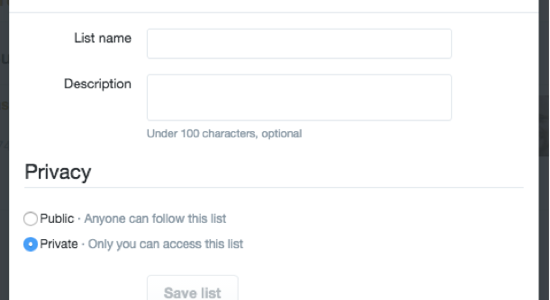 List name
Description
Under 100 characters, optional
Privacy
Public · Anyone can follow this list
Private · Only you can access this list
Save list